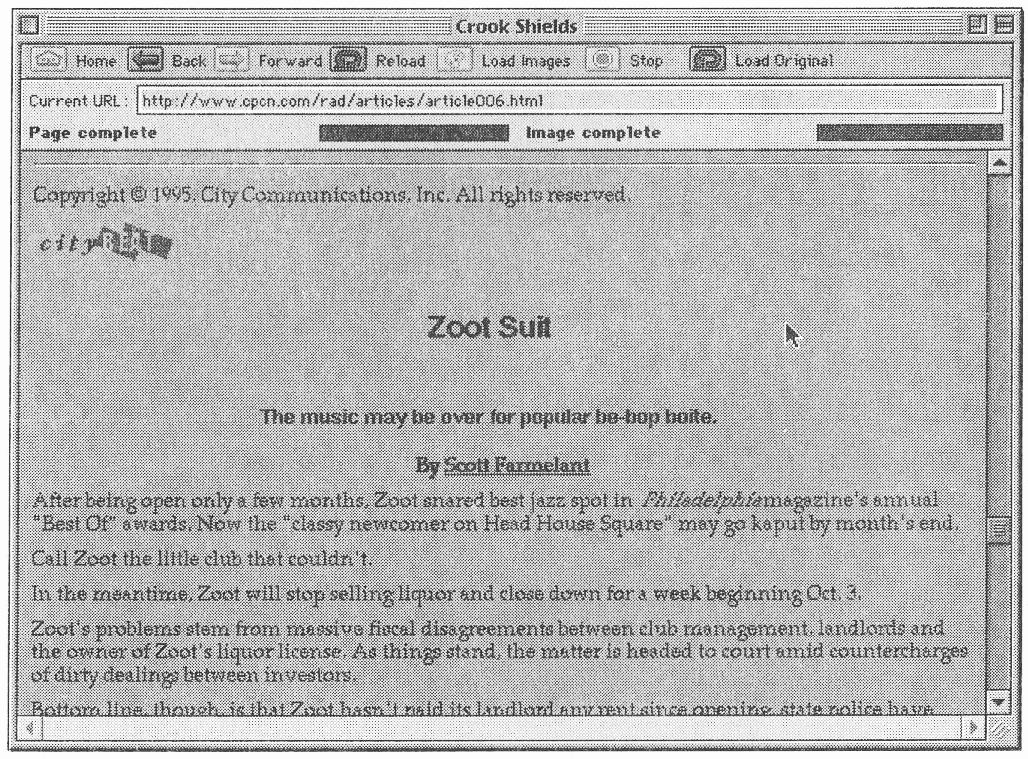 Crook Shields
Home Back Forward Reload Load Images Stop Load Original
Current URL: http://www.cpcn.com/rad/articles/article006.html
Page complete Image complete
Copyright © 1995, City Communications, Inc. All rights reserved.
city BEAT
Zoot Suit
The music may be over for popular be-bop boite.
By Scott Farmelant
After being open only a few months, Zoot snared best jazz spot in Philadelphiamagazine's annual
"Best Of" awards. Now the "classy newcomer on Head House Square" may go kaput by month's end.
Call Zoot the little club that couldn't.
In the meantime, Zoot will stop selling liquor and close down for a week beginning Oct. 3.
Zoot's problems stem from massive fiscal disagreements between club management, landlords and
the owner of Zoot's liquor license. As things stand, the matter is headed to court amid countercharges
of dirty dealings between investors.
Bottom line, though, is that Zoot hasn't paid its landlord any rent since opening, state police have